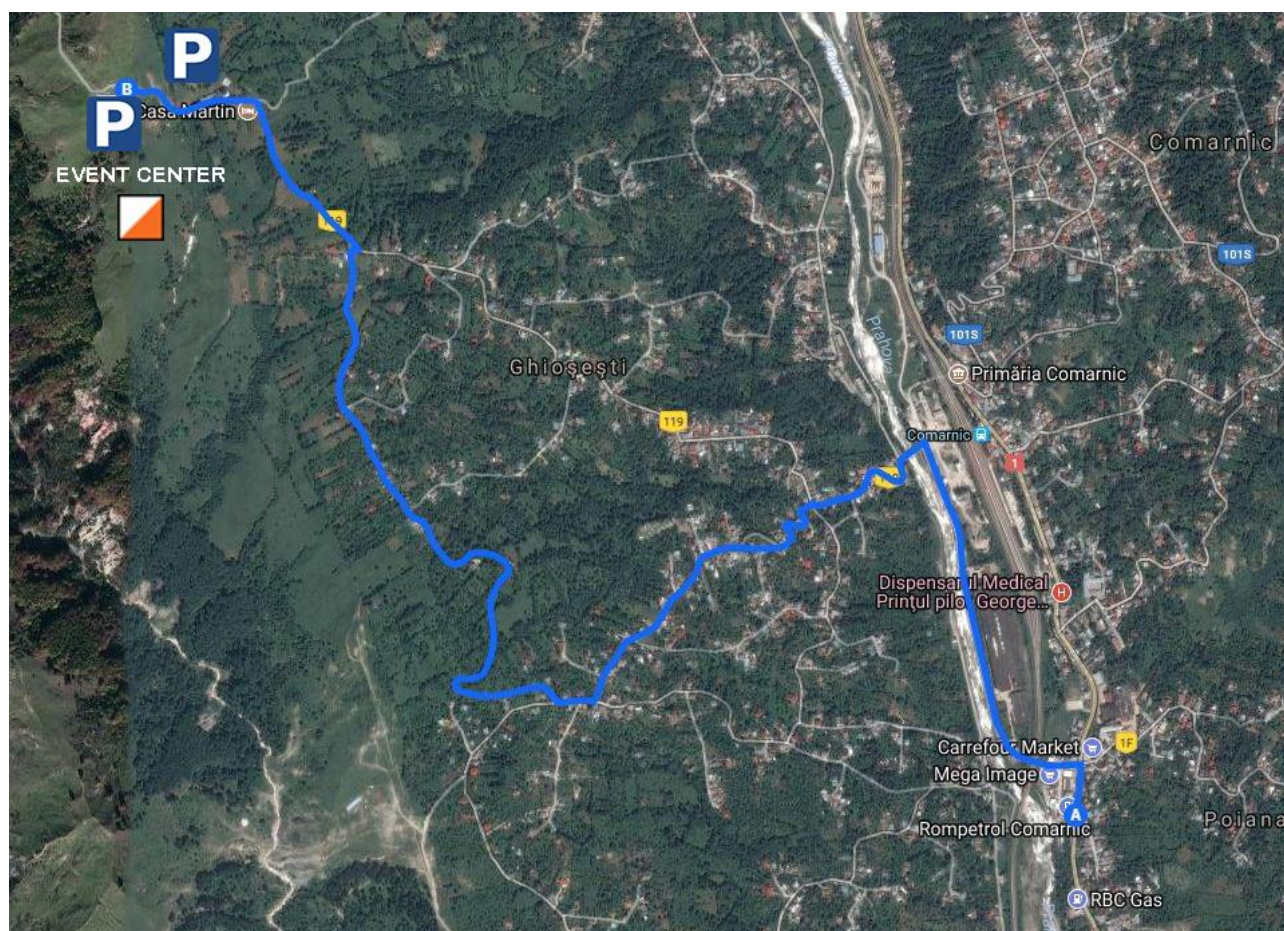 P
B
Casa Martin
P
EVENT CENTER
Comarnic
101S
119
Prahova
101S
Ghioșești
Primăria Comarnic
119
Comarnic
1
Dispensarul Medical
Prințul pilot George...
H
Carrefour Market
1F
Mega Image
A
Rompetrol Comarnic
Poiana
RBC Gas